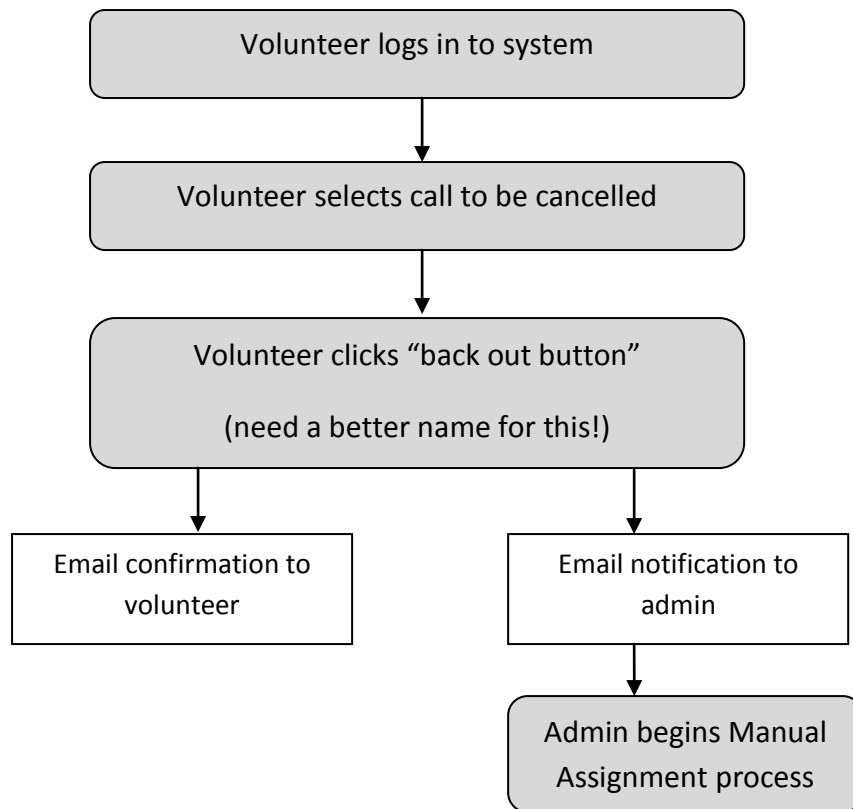 Volunteer logs in to system
Volunteer selects call to be cancelled
Volunteer clicks “back out button”
(need a better name for this!)
Email confirmation to
volunteer
Email notification to
admin
Admin begins Manual
Assignment process